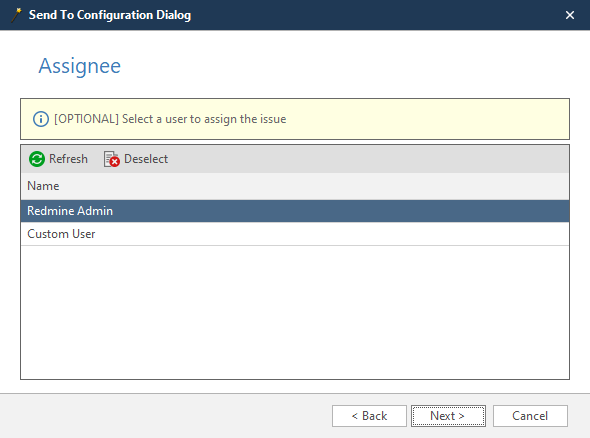 Send To Configuration Dialog
Assignee
[OPTIONAL] Select a user to assign the issue
Refresh Deselect
Name
Redmine Admin
Custom User
< Back Next > Cancel